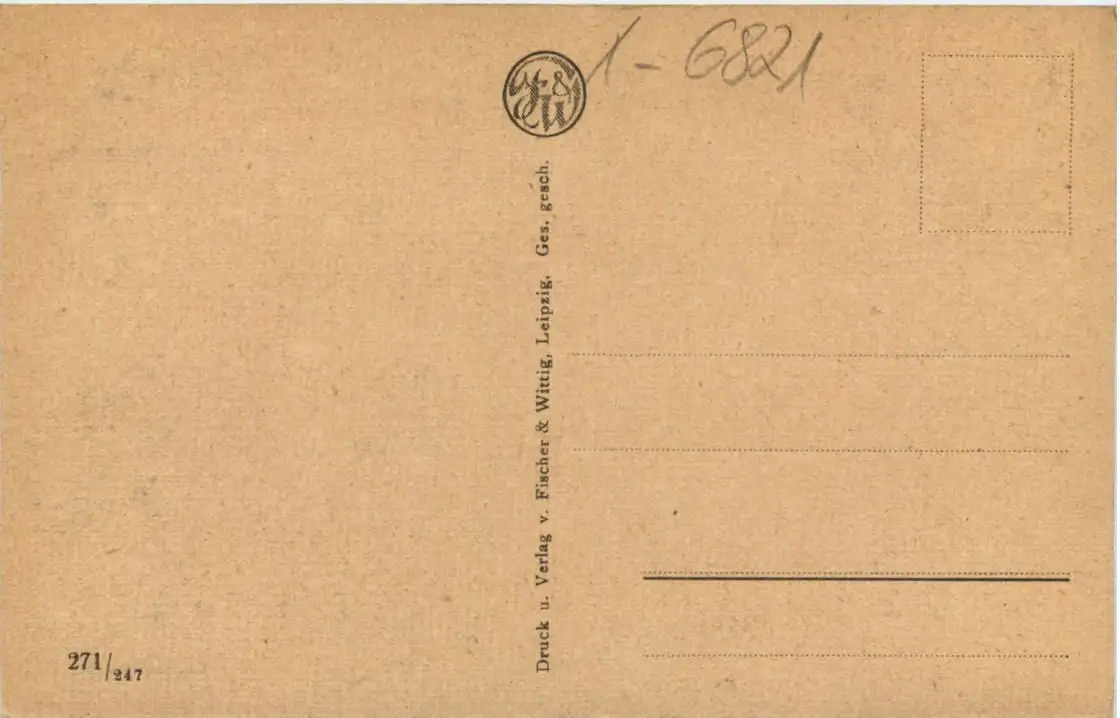 1-6821
F & W
Druck u. Verlag v. Fischer & Wittig, Leipzig. Ges. gesch.
271/247